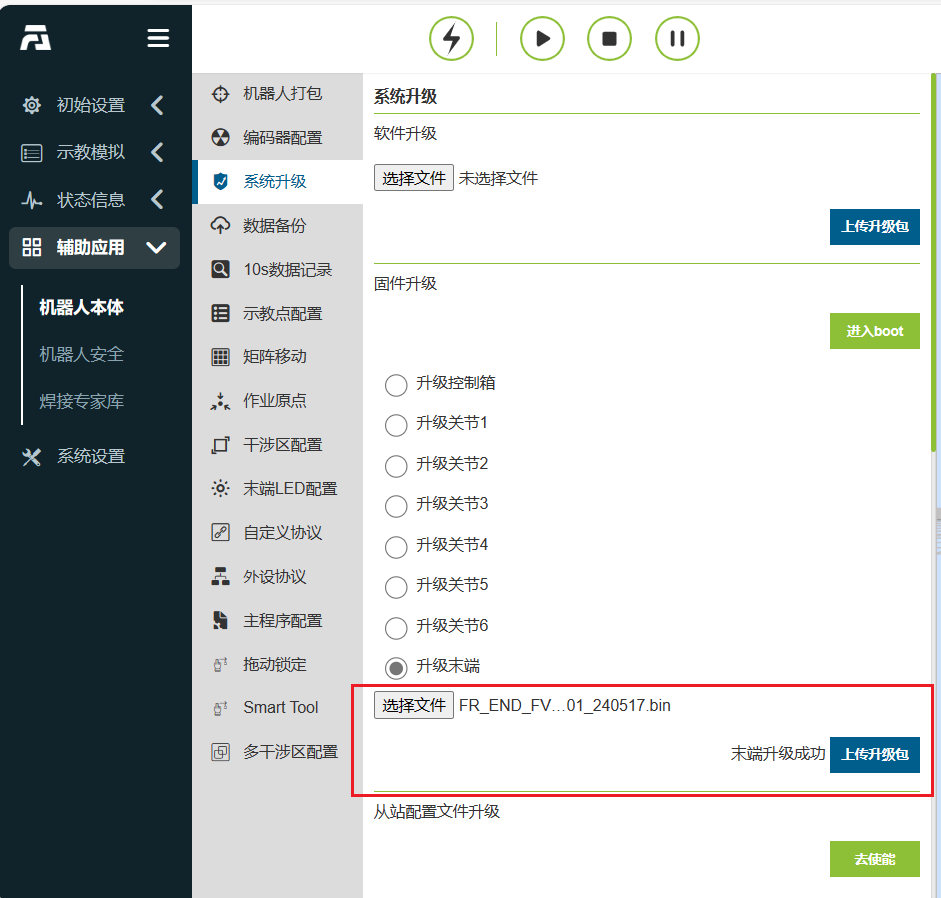 初始设置
示教模拟
状态信息
辅助应用
机器人本体
机器人安全
焊接专家库
系统设置
机器人打包
编码器配置
系统升级
数据备份
10s数据记录
示教点配置
矩阵移动
作业原点
干涉区配置
末端LED配置
自定义协议
外设协议
主程序配置
拖动锁定
Smart Tool
多干涉区配置
系统升级
软件升级
选择文件 未选择文件
上传升级包
固件升级
进入boot
升级控制箱
升级关节1
升级关节2
升级关节3
升级关节4
升级关节5
升级关节6
升级末端
选择文件 FR_END_FV...01_240517.bin
末端升级成功 上传升级包
从站配置文件升级
去使能